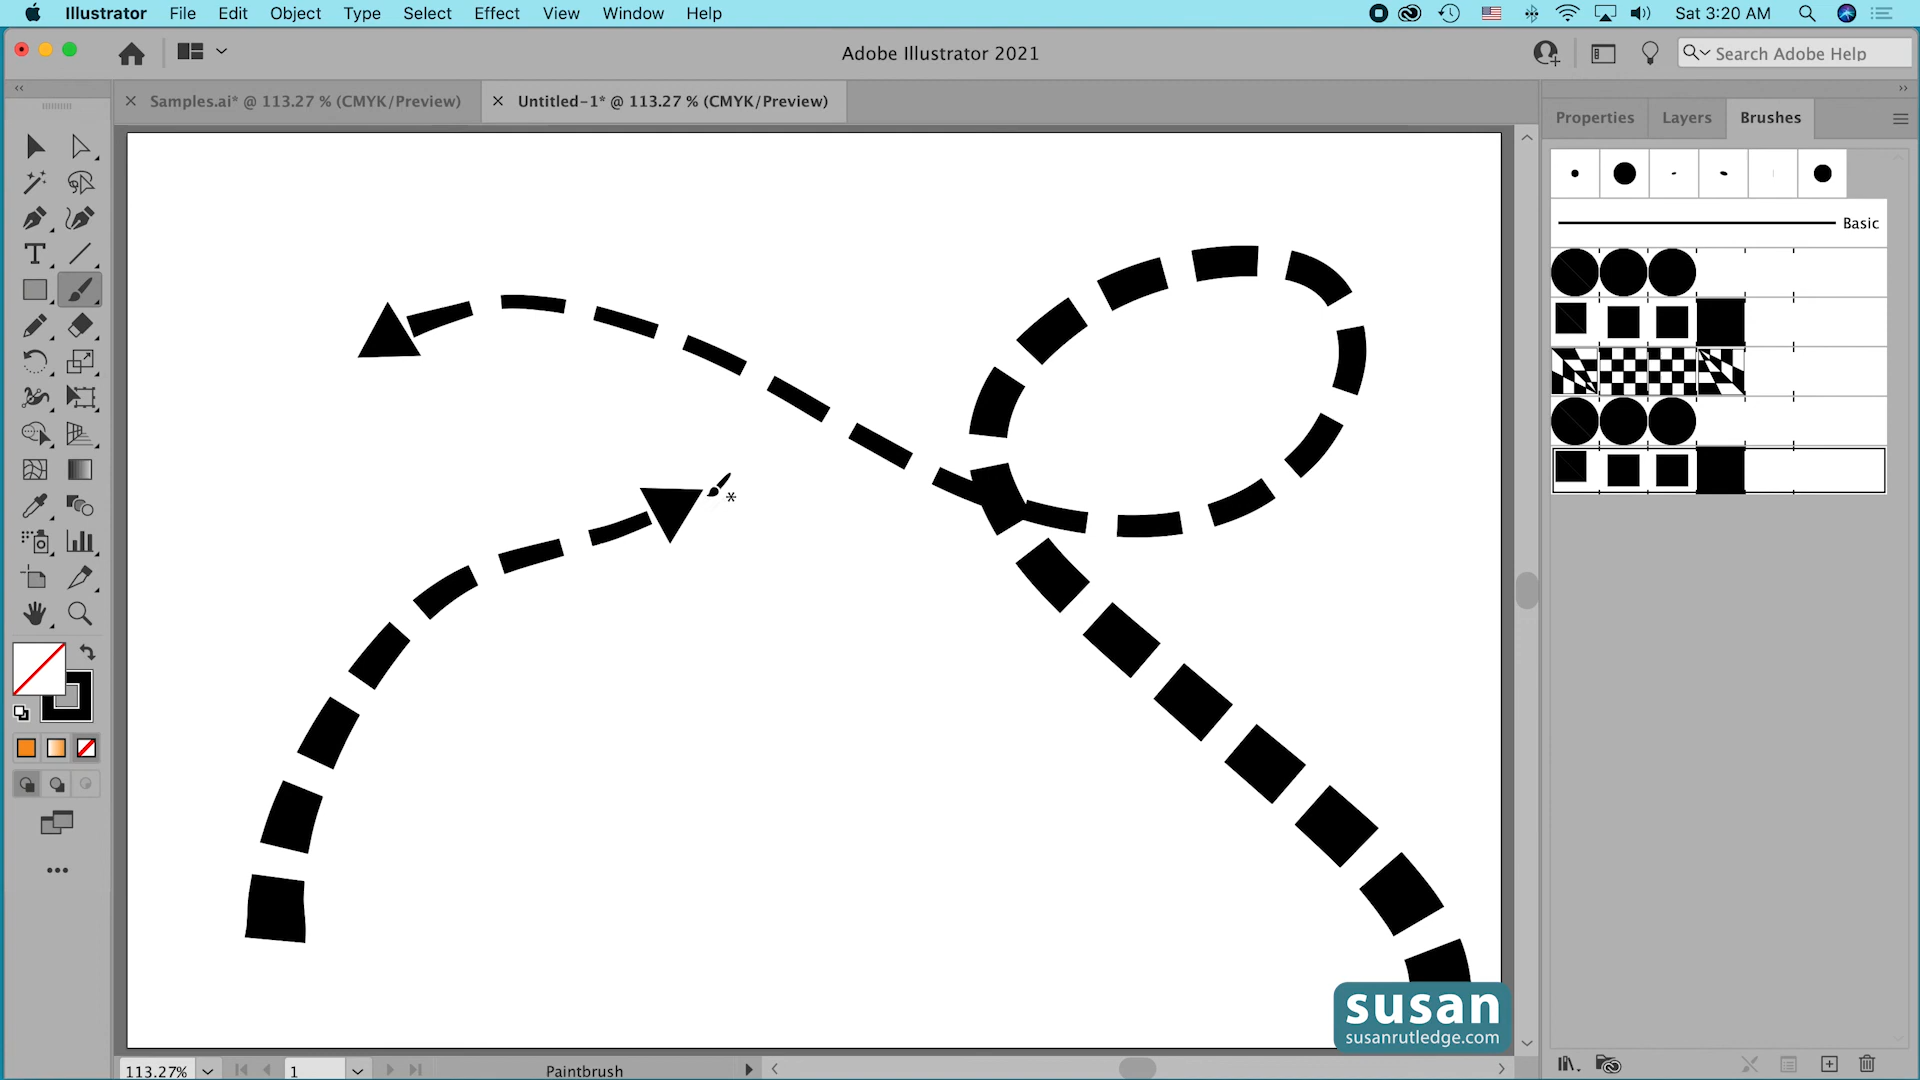 Illustrator File Edit Object Type Select Effect View Window Help Sat 3:20 AM
Adobe Illustrator 2021
Search Adobe Help
Samples.ai* @ 113.27 % (CMYK/Preview)
Untitled-1* @ 113.27 % (CMYK/Preview)
Properties Layers Brushes
Basic
susan
susanrutledge.com
113.27% 1 Paintbrush